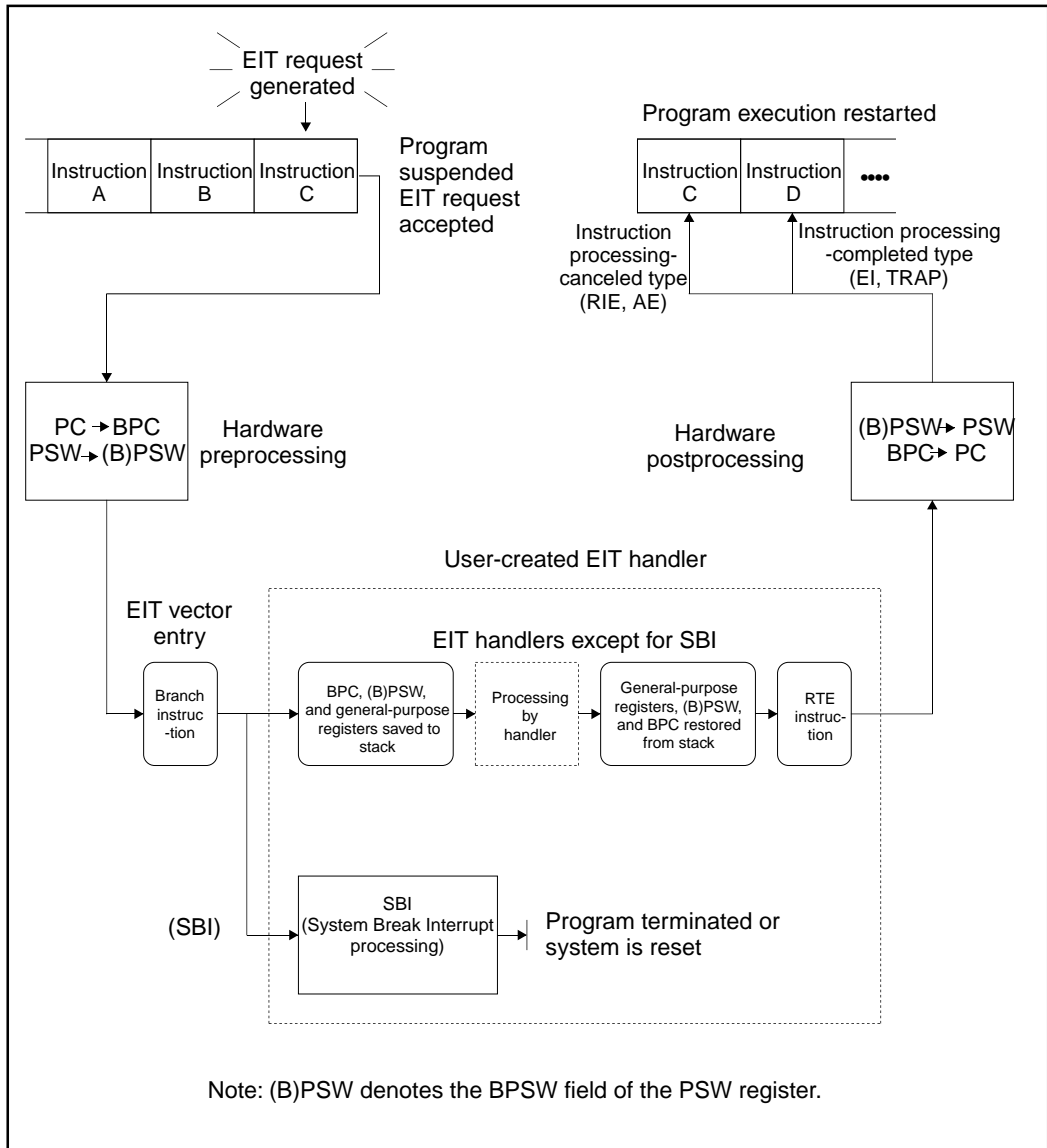 EIT request
generated
Program execution restarted
Instruction
A
Instruction
B
Instruction
C
Program
suspended
EIT request
accepted
Instruction
C
Instruction
D
••••
Instruction
processing-
canceled type
(RIE, AE)
Instruction processing
-completed type
(EI, TRAP)
PC → BPC
PSW → (B)PSW
Hardware
preprocessing
Hardware
postprocessing
(B)PSW → PSW
BPC → PC
User-created EIT handler
EIT vector
entry
EIT handlers except for SBI
Branch
instruc
-tion
BPC, (B)PSW,
and general-purpose
registers saved to
stack
Processing
by
handler
General-purpose
registers, (B)PSW,
and BPC restored
from stack
RTE
instruc-
tion
(SBI)
SBI
(System Break Interrupt
processing)
Program terminated or
system is reset
Note: (B)PSW denotes the BPSW field of the PSW register.